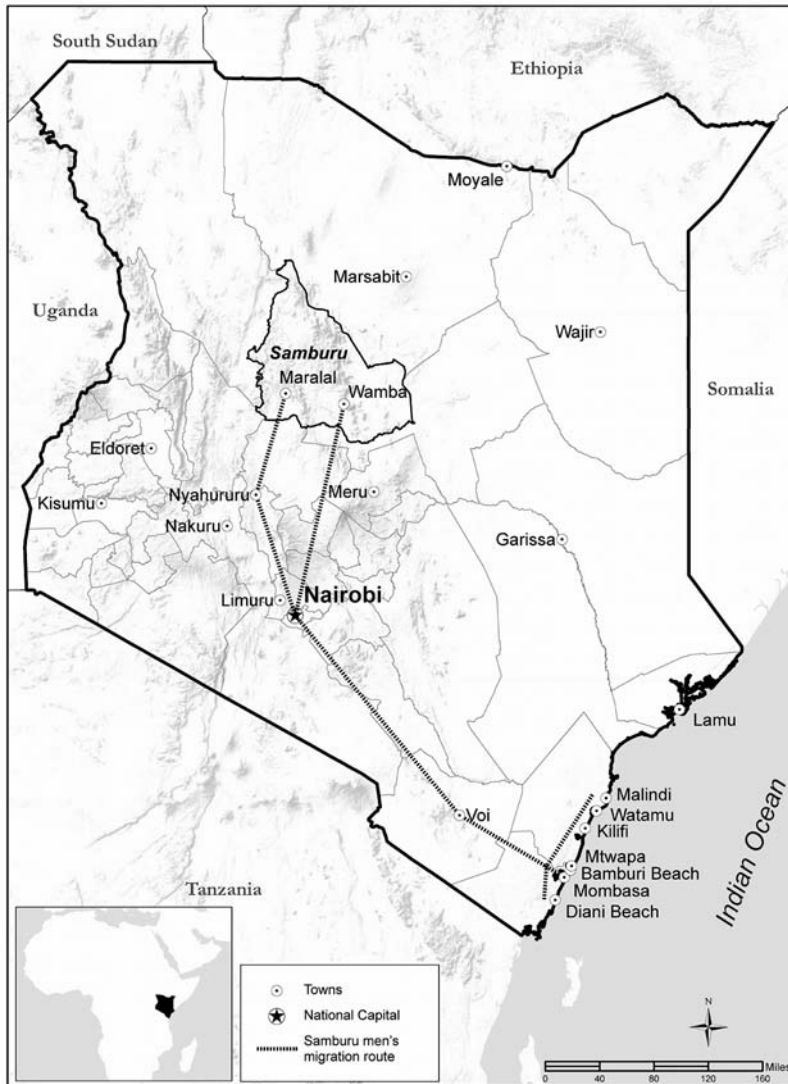 South Sudan
Ethiopia
Moyale
Marsabit
Uganda
Wajir
Samburu
Maralal
Wamba
Somalia
Eldoret
Nyahururu
Meru
Kisumu
Nakuru
Garissa
Limuru
Nairobi
Lamu
Malindi
Voi
Watamu
Kilifi
Mtwapa
Bamburi Beach
Mombasa
Diani Beach
Tanzania
Indian Ocean
Towns
National Capital
Samburu men's
migration route
N
Miles
0 20 40 80 120 160